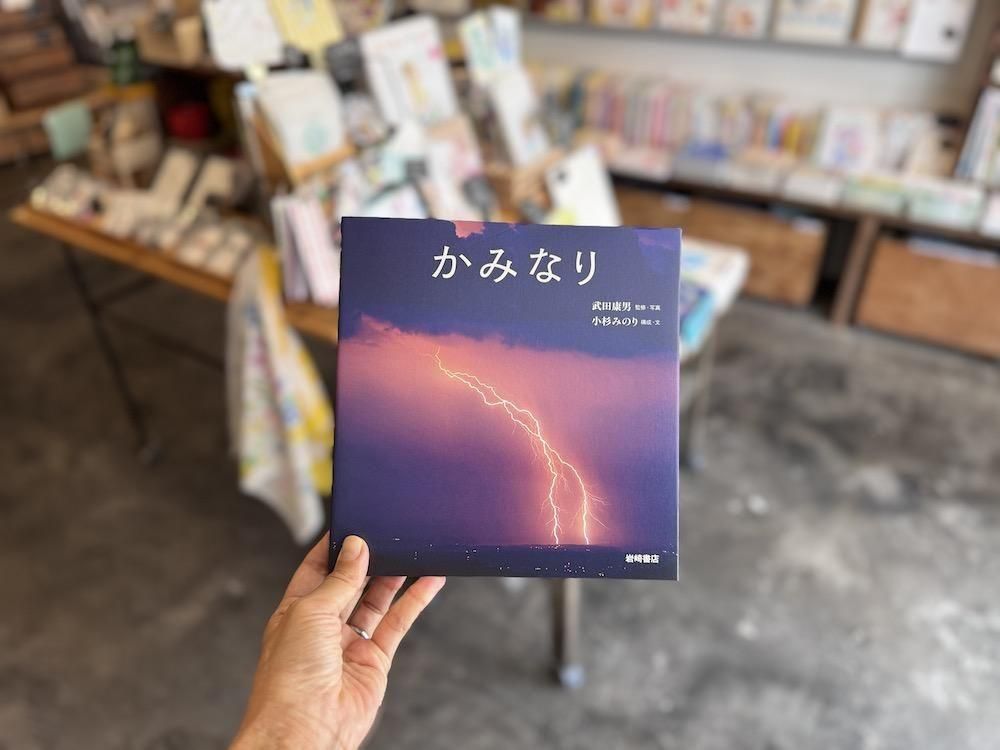 かみなり
武田康男 監修・写真
小杉みのり 構成・文
岩崎書店